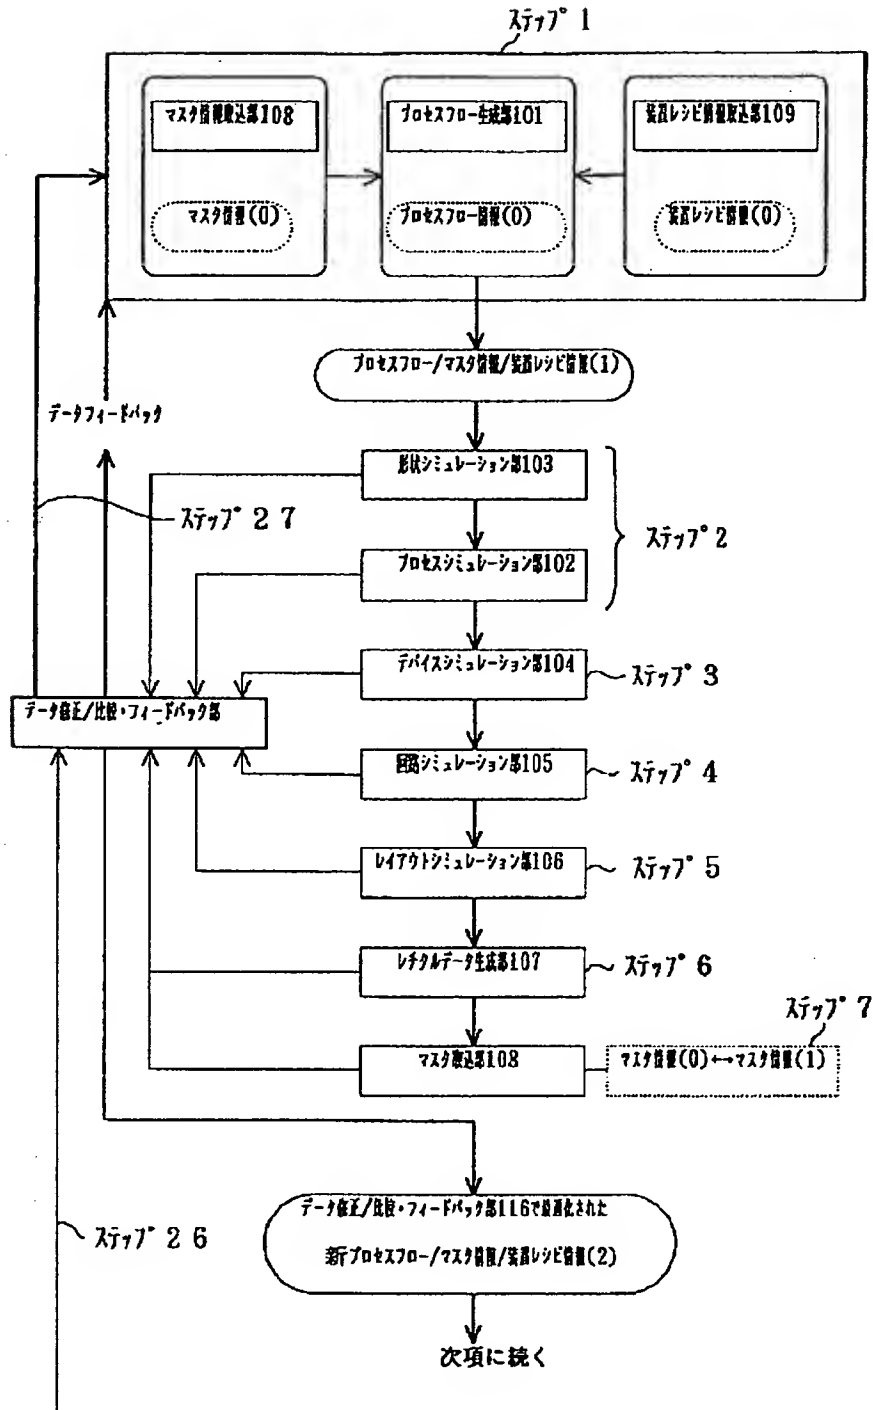 ステップ 1
マスク情報取込部108
プロセスフロー生成部101
装置レシピ情報取込部109
マスク情報(0)
プロセスフロー情報(0)
装置レシピ情報(0)
プロセスフロー/マスク情報/装置レシピ情報(1)
データフィードバック
形状シミュレーション部103
ステップ 27
ステップ 2
プロセスシミュレーション部102
デバイスシミュレーション部104
ステップ 3
データ修正/比較・フィードバック部
回路シミュレーション部105
ステップ 4
レイアウトシミュレーション部106
ステップ 5
レチクルデータ生成部107
ステップ 6
ステップ 7
マスク取込部108
マスク情報(0)←→マスク情報(1)
データ修正/比較・フィードバック部116で最適化された
新プロセスフロー/マスク情報/装置レシピ情報(2)
ステップ 26
次項に続く